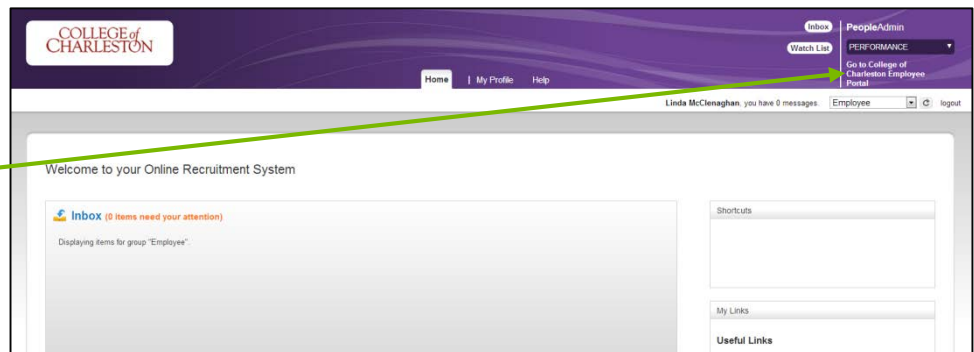 COLLEGE of
CHARLESTON
Inbox
PeopleAdmin
Watch List
PERFORMANCE
Go to College of
Charleston Employee
Portal
Home | My Profile Help
Linda McClenaghan, you have 0 messages. Employee logout
Welcome to your Online Recruitment System
Inbox (0 items need your attention)
Displaying items for group "Employee".
Shortcuts
My Links
Useful Links